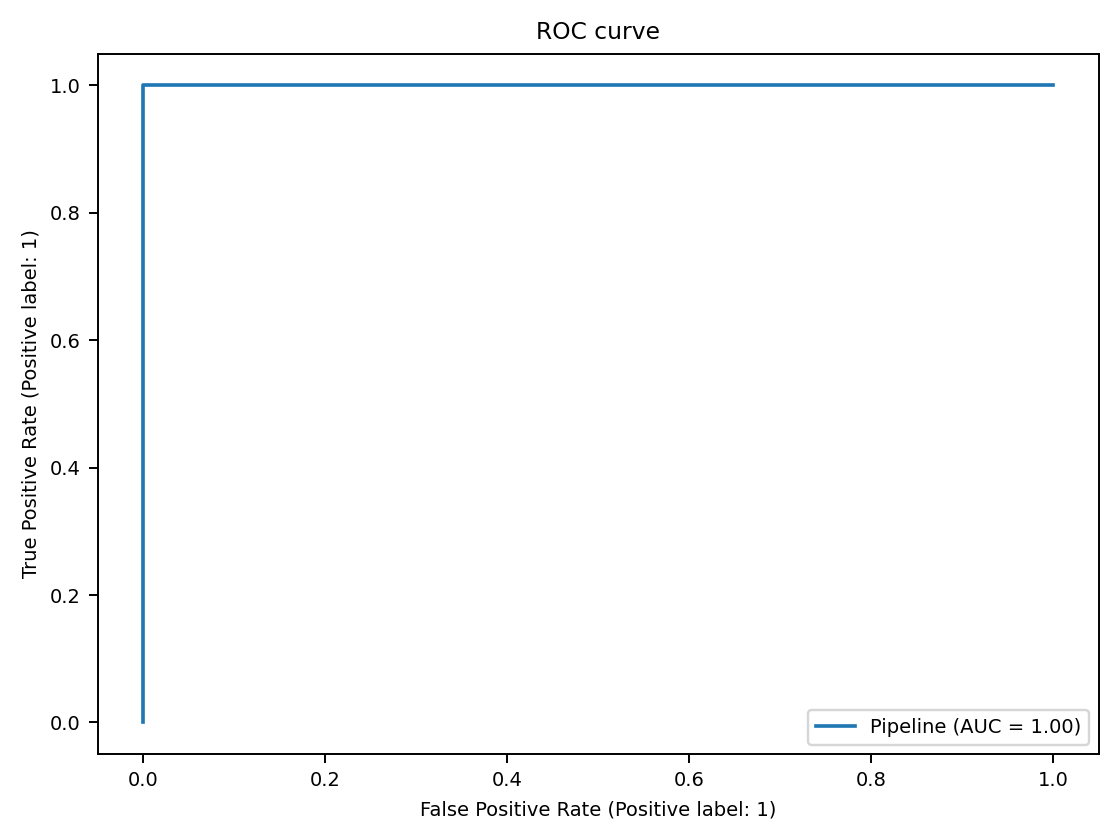 ROC curve
1.0
0.8
0.6
0.4
0.2
0.0
True Positive Rate (Positive label: 1)
Pipeline (AUC = 1.00)
0.0 0.2 0.4 0.6 0.8 1.0
False Positive Rate (Positive label: 1)